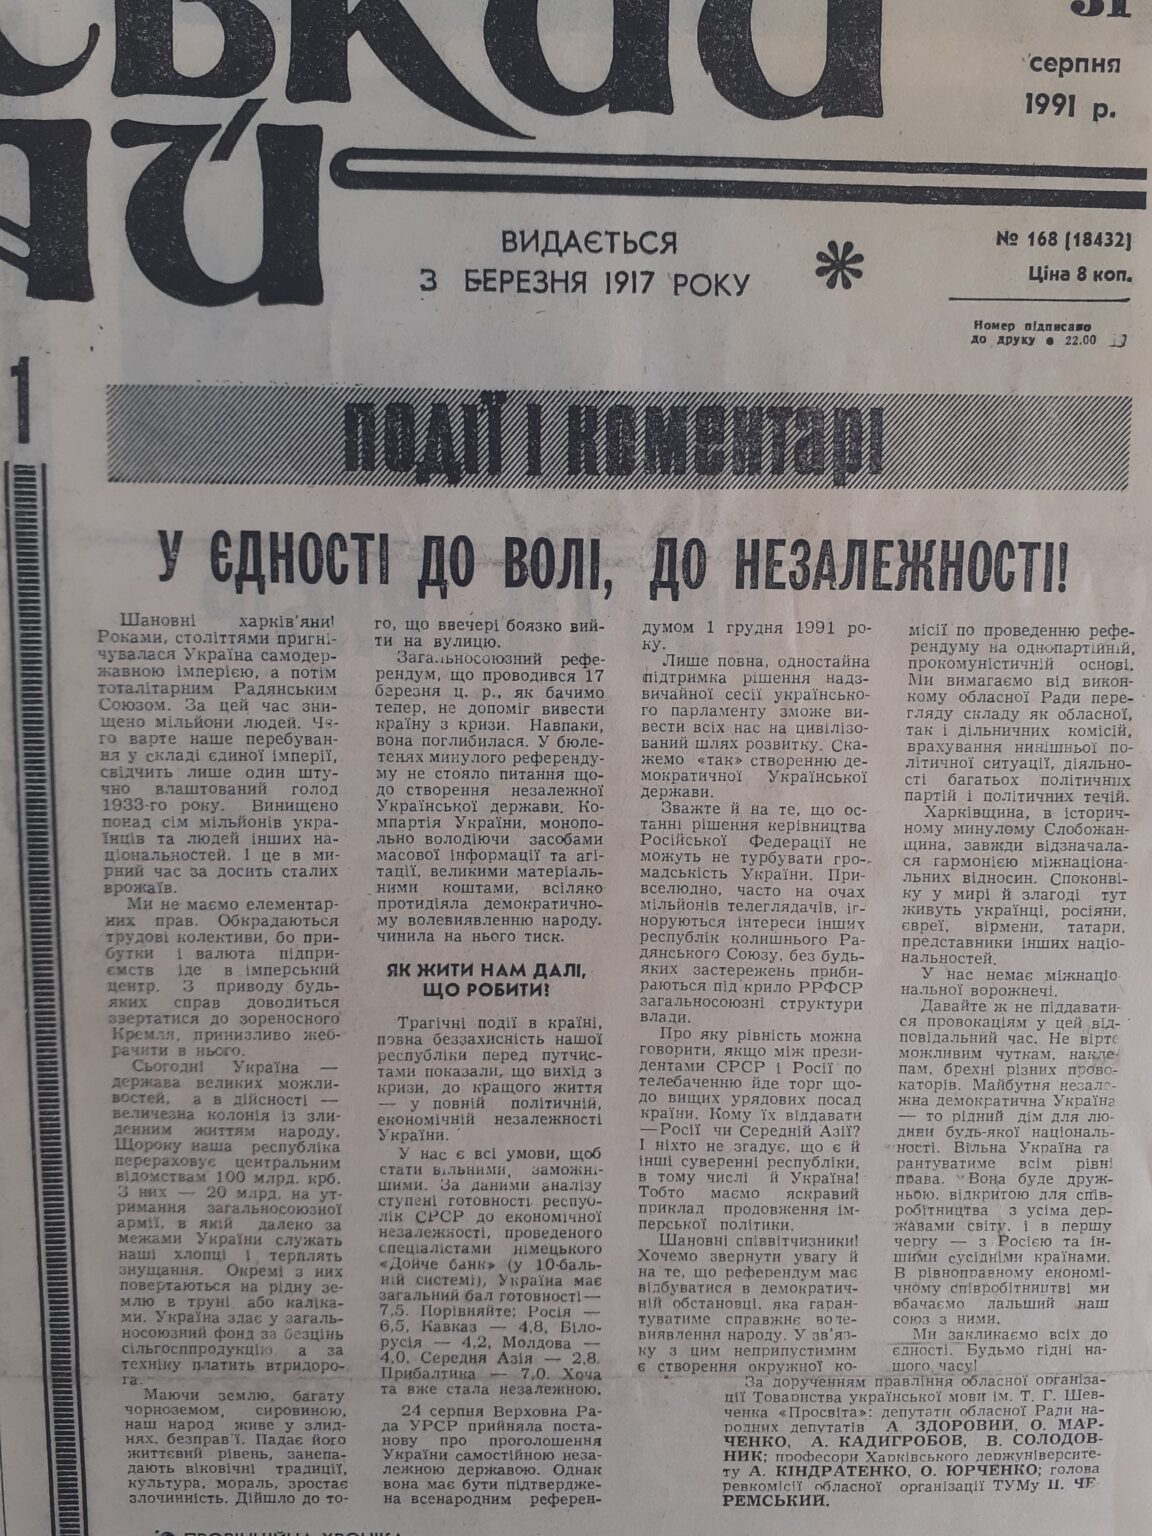 ський
ай
31
серпня
1991 р.
ВИДАЄТЬСЯ
З БЕРЕЗНЯ 1917 РОКУ
№ 168 (18432)
Ціна 8 коп.
Номер підписано
до друку о 22.00
1
ПОДІЇ І КОМЕНТАРІ
У ЄДНОСТІ ДО ВОЛІ, ДО НЕЗАЛЕЖНОСТІ!
Шановні харків'яни!
Роками, століттями пригні-
чувалася Україна самодер-
жавною імперією, а потім
тоталітарним Радянським
Союзом. За цей час зни-
щено мільйони людей. Чо-
го варте наше перебуван-
ня у складі єдиної імперії,
свідчить лише один шту-
чно влаштований голод
1933-го року. Винищено
понад сім мільйонів укра-
їнців та людей інших на-
ціональностей. І це в ми-
рний час за досить сталих
врожаїв.
Ми не маємо елементар-
них прав. Обкрадаються
трудові колективи, бо при-
бутки і валюта підпри-
ємств іде в імперський
центр. З приводу будь-
яких справ доводиться
звертатися до зореносного
Кремля, принизливо жеб-
рачити в нього.
Сьогодні Україна —
держава великих можли-
востей, а в дійсності —
величезна колонія із зли-
денним життям народу.
Щороку наша республіка
перераховує центральним
відомствам 100 млрд. крб.
З них — 20 млрд. на ут-
римання загальносоюзної
армії, в якій далеко за
межами України служать
наші хлопці і терплять
знущання. Окремі з них
повертаються на рідну зе-
млю в труні або каліка-
ми. Україна здає у загаль-
носоюзний фонд за безцінь
сільгосппродукцію, а за
техніку платить втридоро-
га.
Маючи землю, багату
чорноземом, сировиною,
наш народ живе у злид-
нях, безправ'ї. Падає його
життєвий рівень, занепа-
дають віковічні традиції,
культура, мораль, зростає
злочинність. Дійшло до то-
го, що ввечері боязко вий-
ти на вулицю.
Загальносоюзний рефе-
рендум, що проводився 17
березня ц. р., як бачимо
тепер, не допоміг вивести
країну з кризи. Навпаки,
вона поглибилася. У бюле-
тенях минулого референду-
му не стояло питання що-
до створення незалежної
Української держави. Ко-
мпартія України, монопо-
льно володіючи засобами
масової інформації та агі-
тації, великими матеріаль-
ними коштами, всіляко
протидіяла демократично-
му волевиявленню народу,
чинила на нього тиск.
ЯК ЖИТИ НАМ ДАЛІ,
ЩО РОБИТИ?
Трагічні події в країні,
повна беззахисність нашої
республіки перед путчис-
тами показали, що вихід з
кризи, до кращого життя
— у повній політичній,
економічній незалежності
України.
У нас є всі умови, щоб
стати вільними, заможні-
шими. За даними аналізу
ступені готовності респуб-
лік СРСР до економічної
незалежності, проведеного
спеціалістами німецького
«Дойче банк» (у 10-баль-
ній системі), Україна має
загальний бал готовності—
7,5. Порівняйте: Росія —
6,5, Кавказ — 4,8, Біло-
русія — 4,2, Молдова —
4,0, Середня Азія — 2,8,
Прибалтика — 7,0. Хоча
та вже стала незалежною.
24 серпня Верховна Ра-
да УРСР прийняла поста-
нову про проголошення
України самостійною неза-
лежною державою. Однак
вона має бути підтвердже-
на всенародним референ-
думом 1 грудня 1991 ро-
ку.
Лише повна, одностайна
підтримка рішення надз-
вичайної сесії українсько-
го парламенту зможе ви-
вести всіх нас на цивілізо-
ваний шлях розвитку. Ска-
жемо «так» створенню де-
мократичної Української
держави.
Зважте й на те, що ос-
танні рішення керівництва
Російської Федерації не
можуть не турбувати гро-
мадськість України. При-
вселюдно, часто на очах
мільйонів телеглядачів, іг-
норуються інтереси інших
республік колишнього Ра-
дянського Союзу, без будь-
яких застережень приби-
раються під крило РРФСР
загальносоюзні структури
влади.
Про яку рівність можна
говорити, якщо між прези-
дентами СРСР і Росії по
телебаченню йде торг що-
до вищих урядових посад
країни. Кому їх віддавати
—Росії чи Середній Азії?
І ніхто не згадує, що є й
інші суверенні республіки,
в тому числі й Україна!
Тобто маємо яскравий
приклад продовження ім-
перської політики.
Шановні співвітчизники!
Хочемо звернути увагу й
на те, що референдум має
відбуватися в демократич-
ній обстановці, яка гаран-
туватиме справжнє воле-
виявлення народу. У зв'яз-
ку з цим неприпустимим
є створення окружної ко-
місії по проведенню рефе-
рендуму на однопартійній,
прокомуністичній основі.
Ми вимагаємо від викон-
кому обласної Ради пере-
гляду складу як обласної,
так і дільничних комісій,
врахування нинішньої по-
літичної ситуації, діяльно-
сті багатьох політичних
партій і політичних течій.
Харківщина, в історич-
ному минулому Слобожан-
щина, завжди відзначала-
ся гармонією міжнаціона-
льних відносин. Споконві-
ку у мирі й злагоді тут
живуть українці, росіяни,
євреї, вірмени, татари,
представники інших націо-
нальностей.
У нас немає міжнаціо-
нальної ворожнечі.
Давайте ж не піддавати-
ся провокаціям у цей від-
повідальний час. Не вірте
можливим чуткам, накле-
пам, брехні різних прово-
каторів. Майбутня незале-
жна демократична Україна
— то рідний дім для лю-
дини будь-якої національ-
ності. Вільна Україна га
рантуватиме всім рівні
права. Вона буде друж-
ньою, відкритою для спів-
робітництва з усіма дер-
жавами світу, і в першу
чергу — з Росією та ін-
шими сусідніми країнами.
В рівноправному економі-
чному співробітництві ми
вбачаємо дальший наш
союз з ними.
Ми закликаємо всіх до
єдності. Будьмо гідні на-
шого часу!
За дорученням правління обласної організа-
ції Товариства української мови ім. Т. Г. Шев-
ченка «Просвіта»: депутати обласної Ради на-
родних депутатів А ЗДОРОВИЙ, О. МАР-
ЧЕНКО, А. КАДИГРОБОВ, В. СОЛОДОВ-
НИК; професори Харківського держуніверсите-
ту А. КІНДРАТЕНКО, О. ЮРЧЕНКО; голова
ревкомісії обласної організації ТУМу П. ЧЕ
РЕМСЬКИЙ.